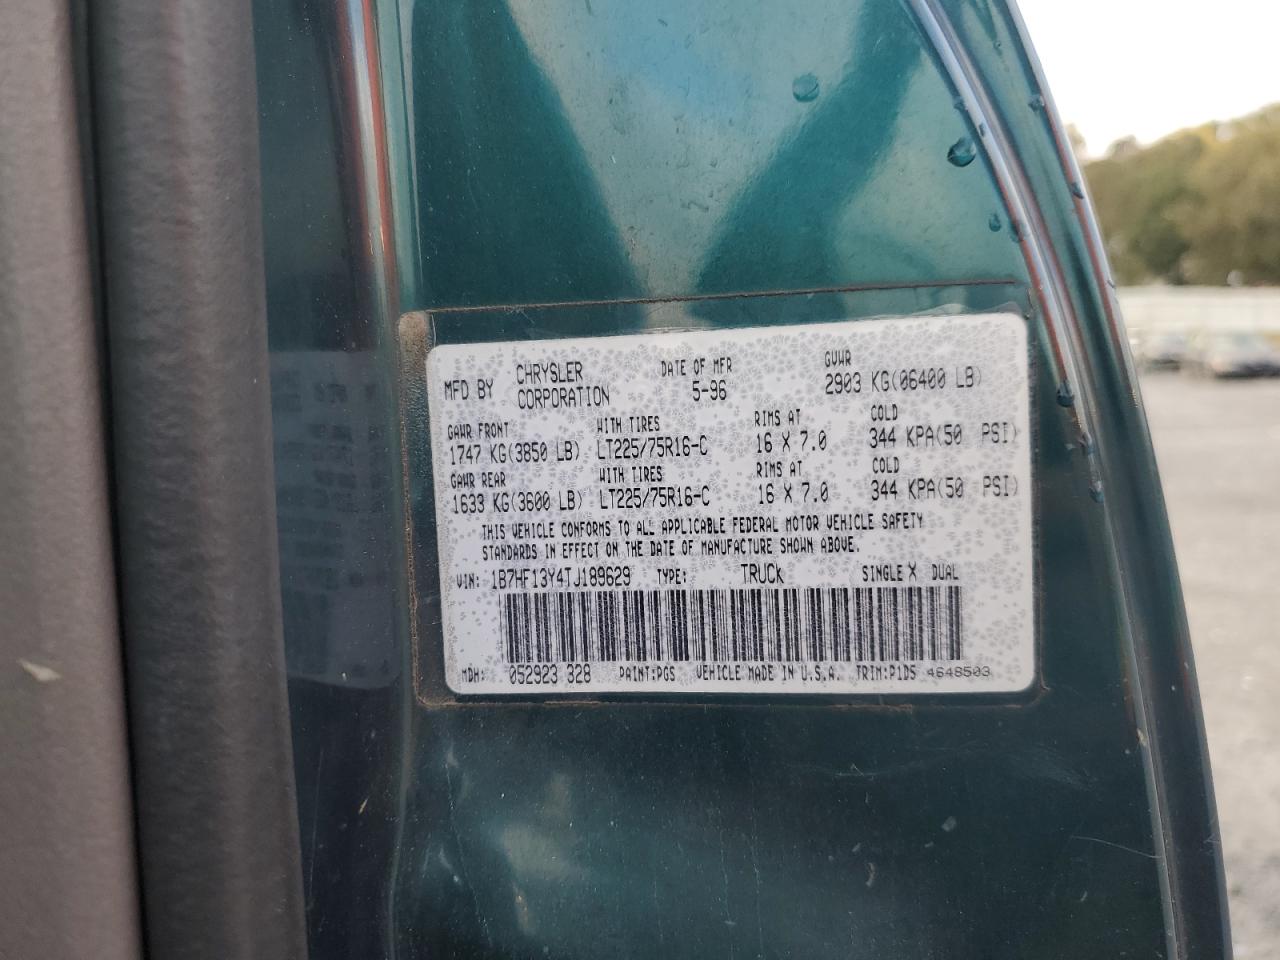 MFD BY CHRYSLER CORPORATION DATE OF MFR 5-96 GVWR 2903 KG(06400 LB)
GAWR FRONT WITH TIRES RIMS AT COLD
1747 KG(3850 LB) LT225/75R16-C 16 X 7.0 344 KPA(50 PSI)
GAWR REAR WITH TIRES RIMS AT COLD
1633 KG(3600 LB) LT225/75R16-C 16 X 7.0 344 KPA(50 PSI)
THIS VEHICLE CONFORMS TO ALL APPLICABLE FEDERAL MOTOR VEHICLE SAFETY
STANDARDS IN EFFECT ON THE DATE OF MANUFACTURE SHOWN ABOVE.
VIN: 1B7HF13Y4TJ189629 TYPE: TRUCK SINGLE X DUAL
MDH: 052923 328 PAINT:PGS VEHICLE MADE IN U.S.A. TRIM:P1D5 4648503